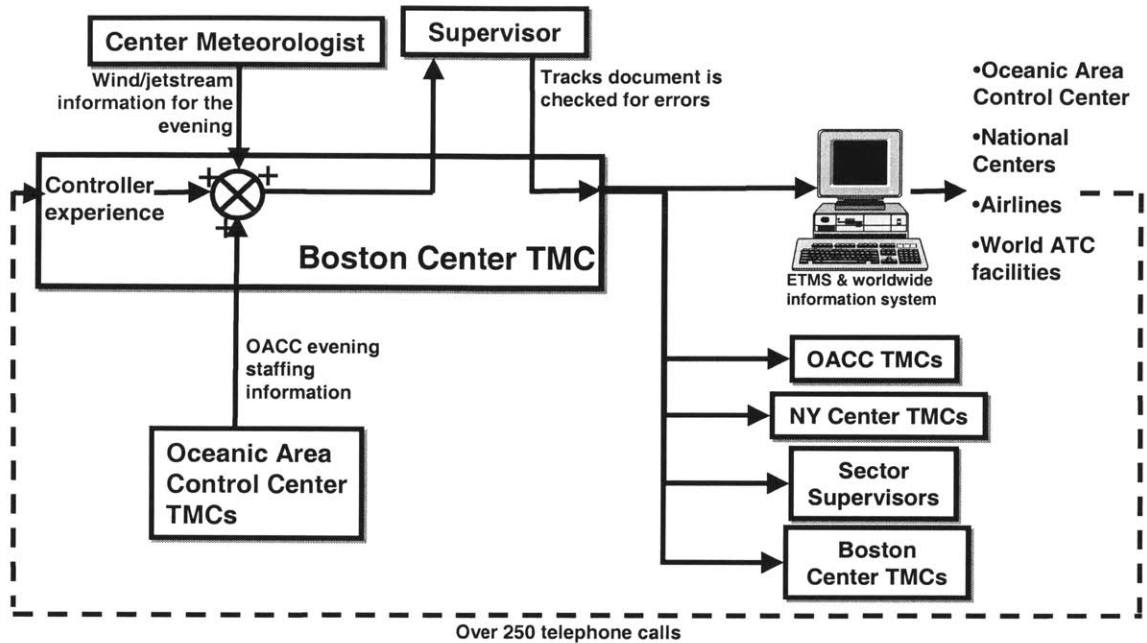 Center Meteorologist
Supervisor
Wind/jetstream
information for the
evening
Tracks document is
checked for errors
•Oceanic Area
Control Center
•National
Centers
•Airlines
•World ATC
facilities
Controller
experience
+
+
+
Boston Center TMC
ETMS & worldwide
information system
OACC evening
staffing
information
Oceanic Area
Control Center
TMCs
OACC TMCs
NY Center TMCs
Sector
Supervisors
Boston
Center TMCs
Over 250 telephone calls